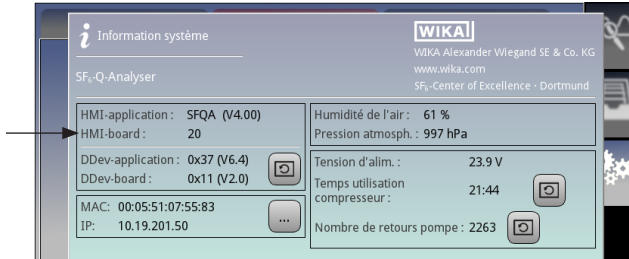 i Information système
WIKA
WIKA Alexander Wiegand SE & Co. KG
www.wika.com
SF₆-Center of Excellence · Dortmund
SF₆-Q-Analyser
HMI-application : SFQA (V4.00)
HMI-board : 20
DDev-application : 0x37 (V6.4)
DDev-board : 0x11 (V2.0)
MAC: 00:05:51:07:55:83
IP: 10.19.201.50
...
Humidité de l'air : 61 %
Pression atmosph. : 997 hPa
Tension d'alim. : 23.9 V
Temps utilisation
compresseur : 21:44
Nombre de retours pompe : 2263